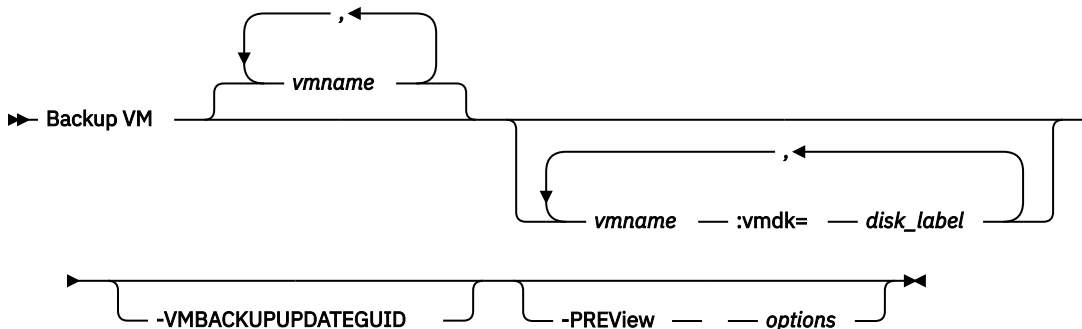 ,
vmname
Backup VM
,
vmname :vmdk= disk_label
-VMBACKUPUPDATEGUID -PREView options